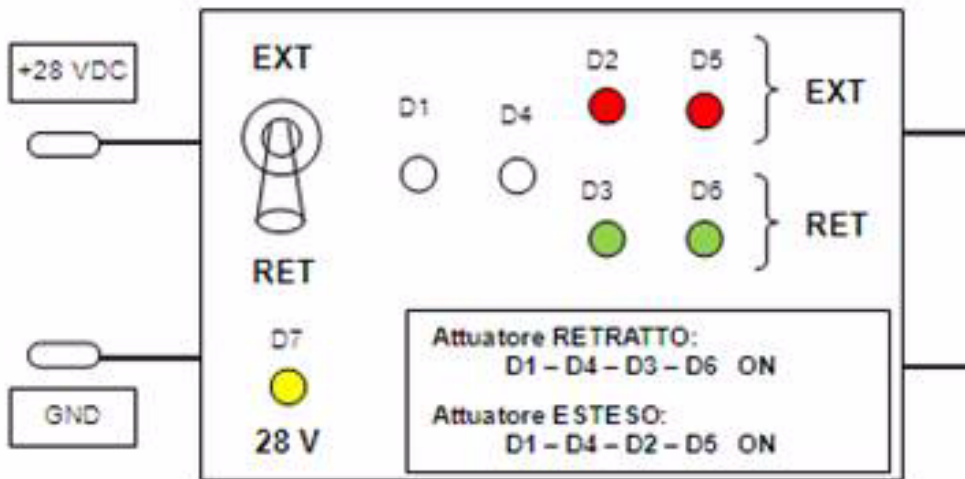 +28 VDC
GND
EXT
RET
D7
28 V
D1
D4
D2
D5
EXT
D3
D6
RET
Attuatore RETRATTO:
D1 – D4 – D3 – D6 ON
Attuatore ESTESO:
D1 – D4 – D2 – D5 ON